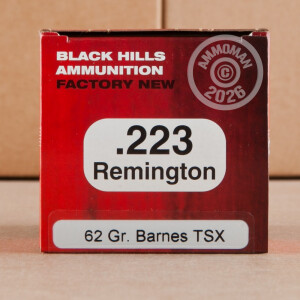 BLACK HILLS
AMMUNITION
FACTORY NEW
AMMOMAN
©
2026
.223
Remington
62 Gr. Barnes TSX